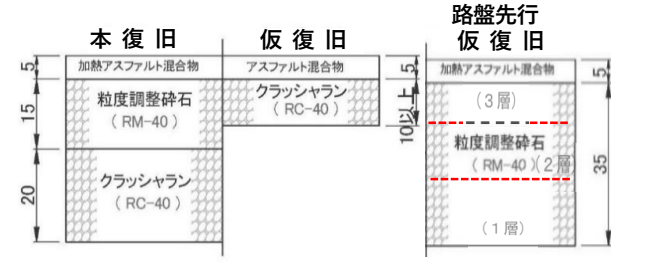 本復旧
5
加熱アスファルト混合物
15
粒度調整砕石
(RM-40)
20
クラッシャラン
(RC-40)
仮復旧
アスファルト混合物
5
クラッシャラン
(RC-40)
10以上
路盤先行
仮復旧
加熱アスファルト混合物
5
(3層)
粒度調整砕石
(RM-40)(2層)
35
(1層)